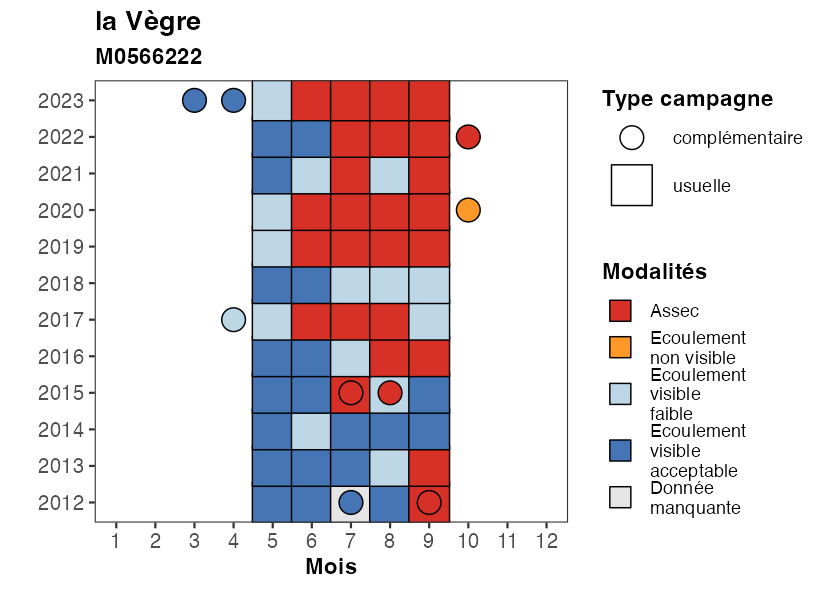 la Vègre
M0566222
2023
2022
2021
2020
2019
2018
2017
2016
2015
2014
2013
2012
1 2 3 4 5 6 7 8 9 10 11 12
Mois
Type campagne
complémentaire
usuelle
Modalités
Assec
Ecoulement
non visible
Ecoulement
visible
faible
Ecoulement
visible
acceptable
Donnée
manquante